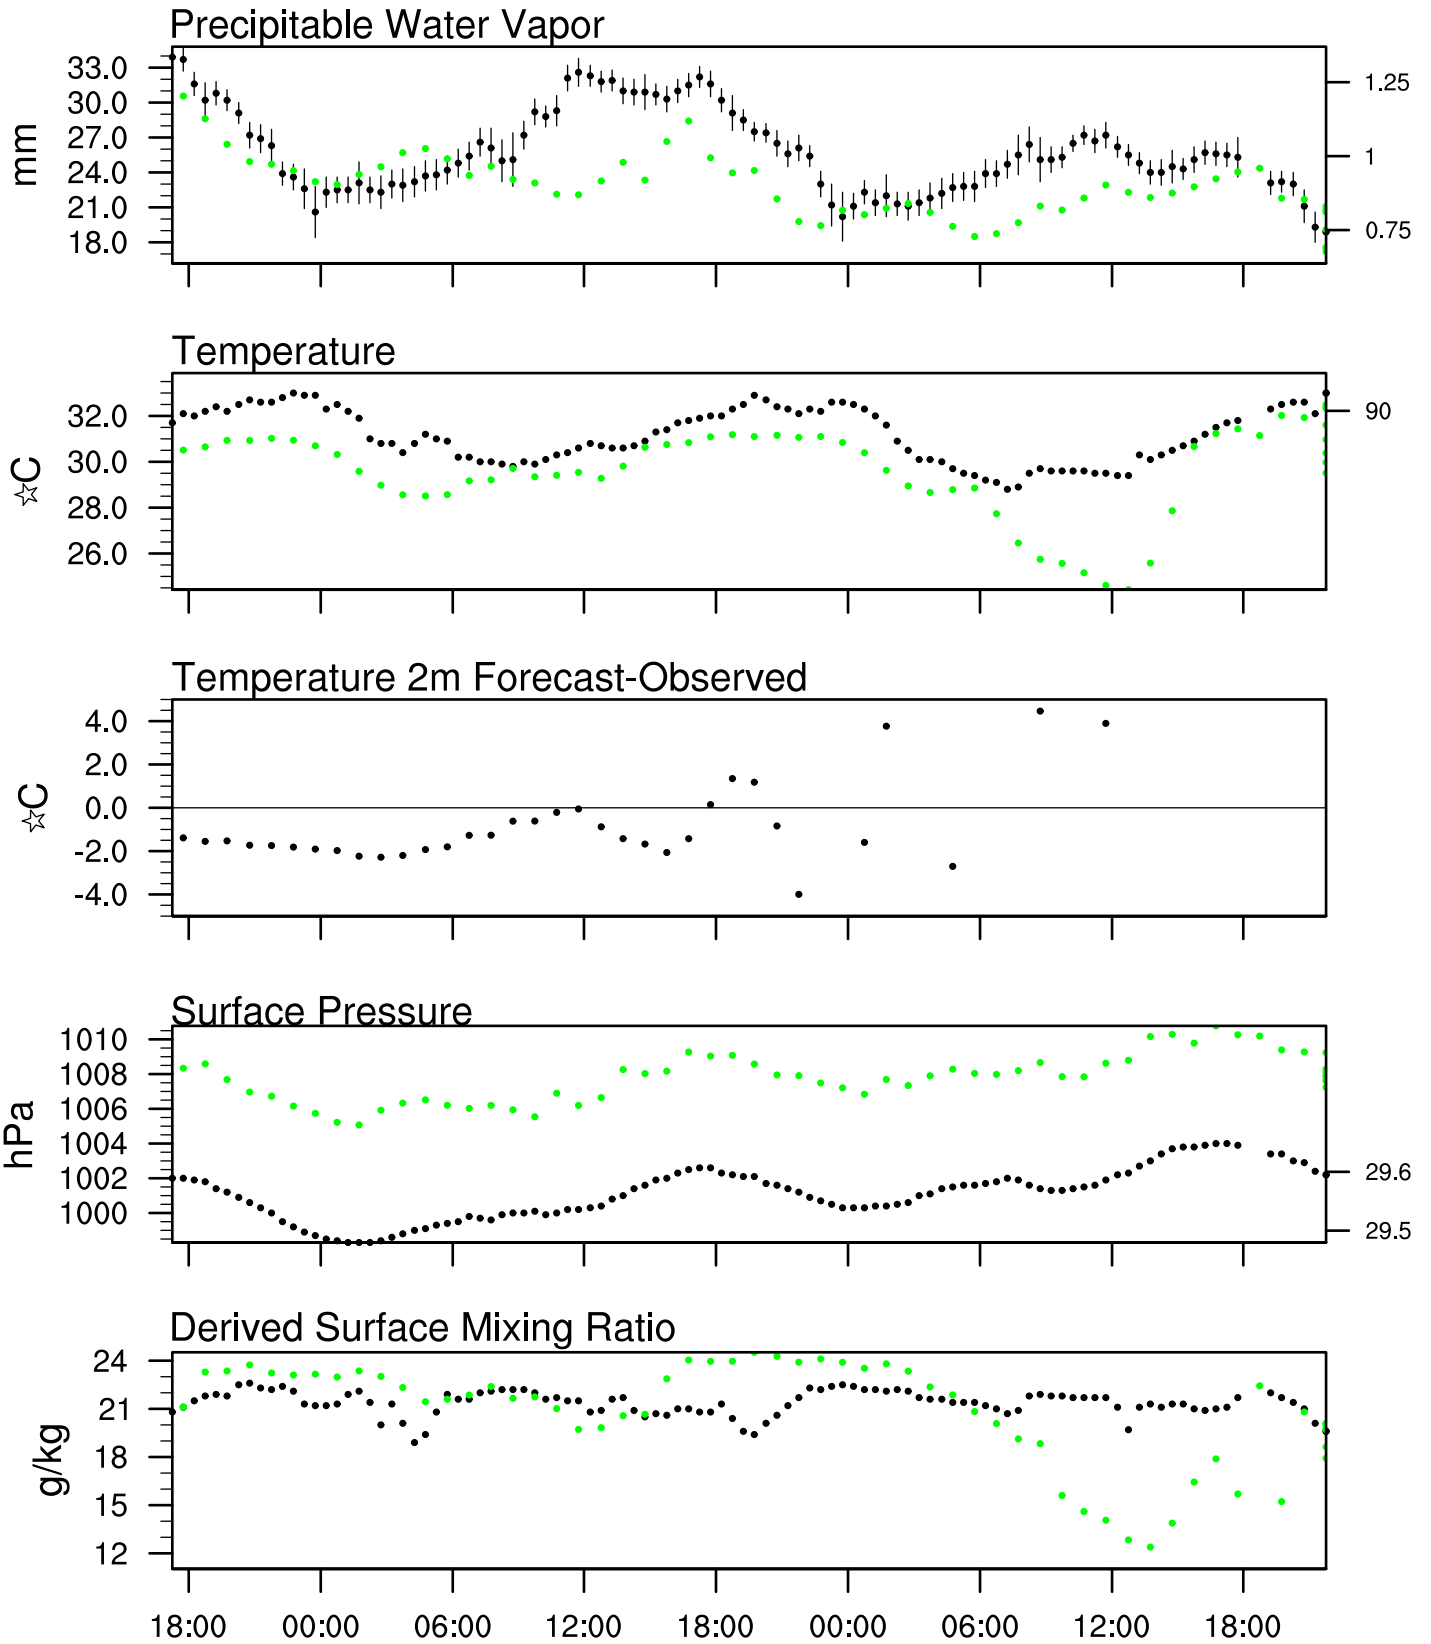 Precipitable Water Vapor
33.0
30.0
27.0
24.0
21.0
18.0
mm
1.25
1
0.75
Temperature
32.0
30.0
28.0
26.0
☆C
90
Temperature 2m Forecast-Observed
4.0
2.0
0.0
-2.0
-4.0
☆C
Surface Pressure
1010
1008
1006
1004
1002
1000
hPa
29.6
29.5
Derived Surface Mixing Ratio
24
21
18
15
12
g/kg
18:00 00:00 06:00 12:00 18:00 00:00 06:00 12:00 18:00